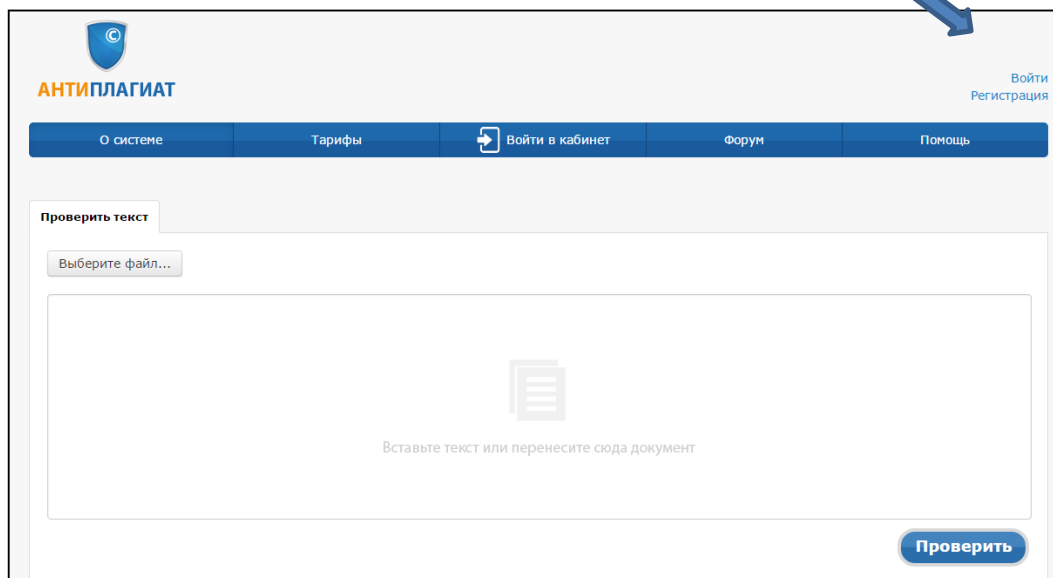 ©
АНТИПЛАГИАТ
Войти
Регистрация
О системе Тарифы Войти в кабинет Форум Помощь
Проверить текст
Выберите файл...
Вставьте текст или перенесите сюда документ
Проверить